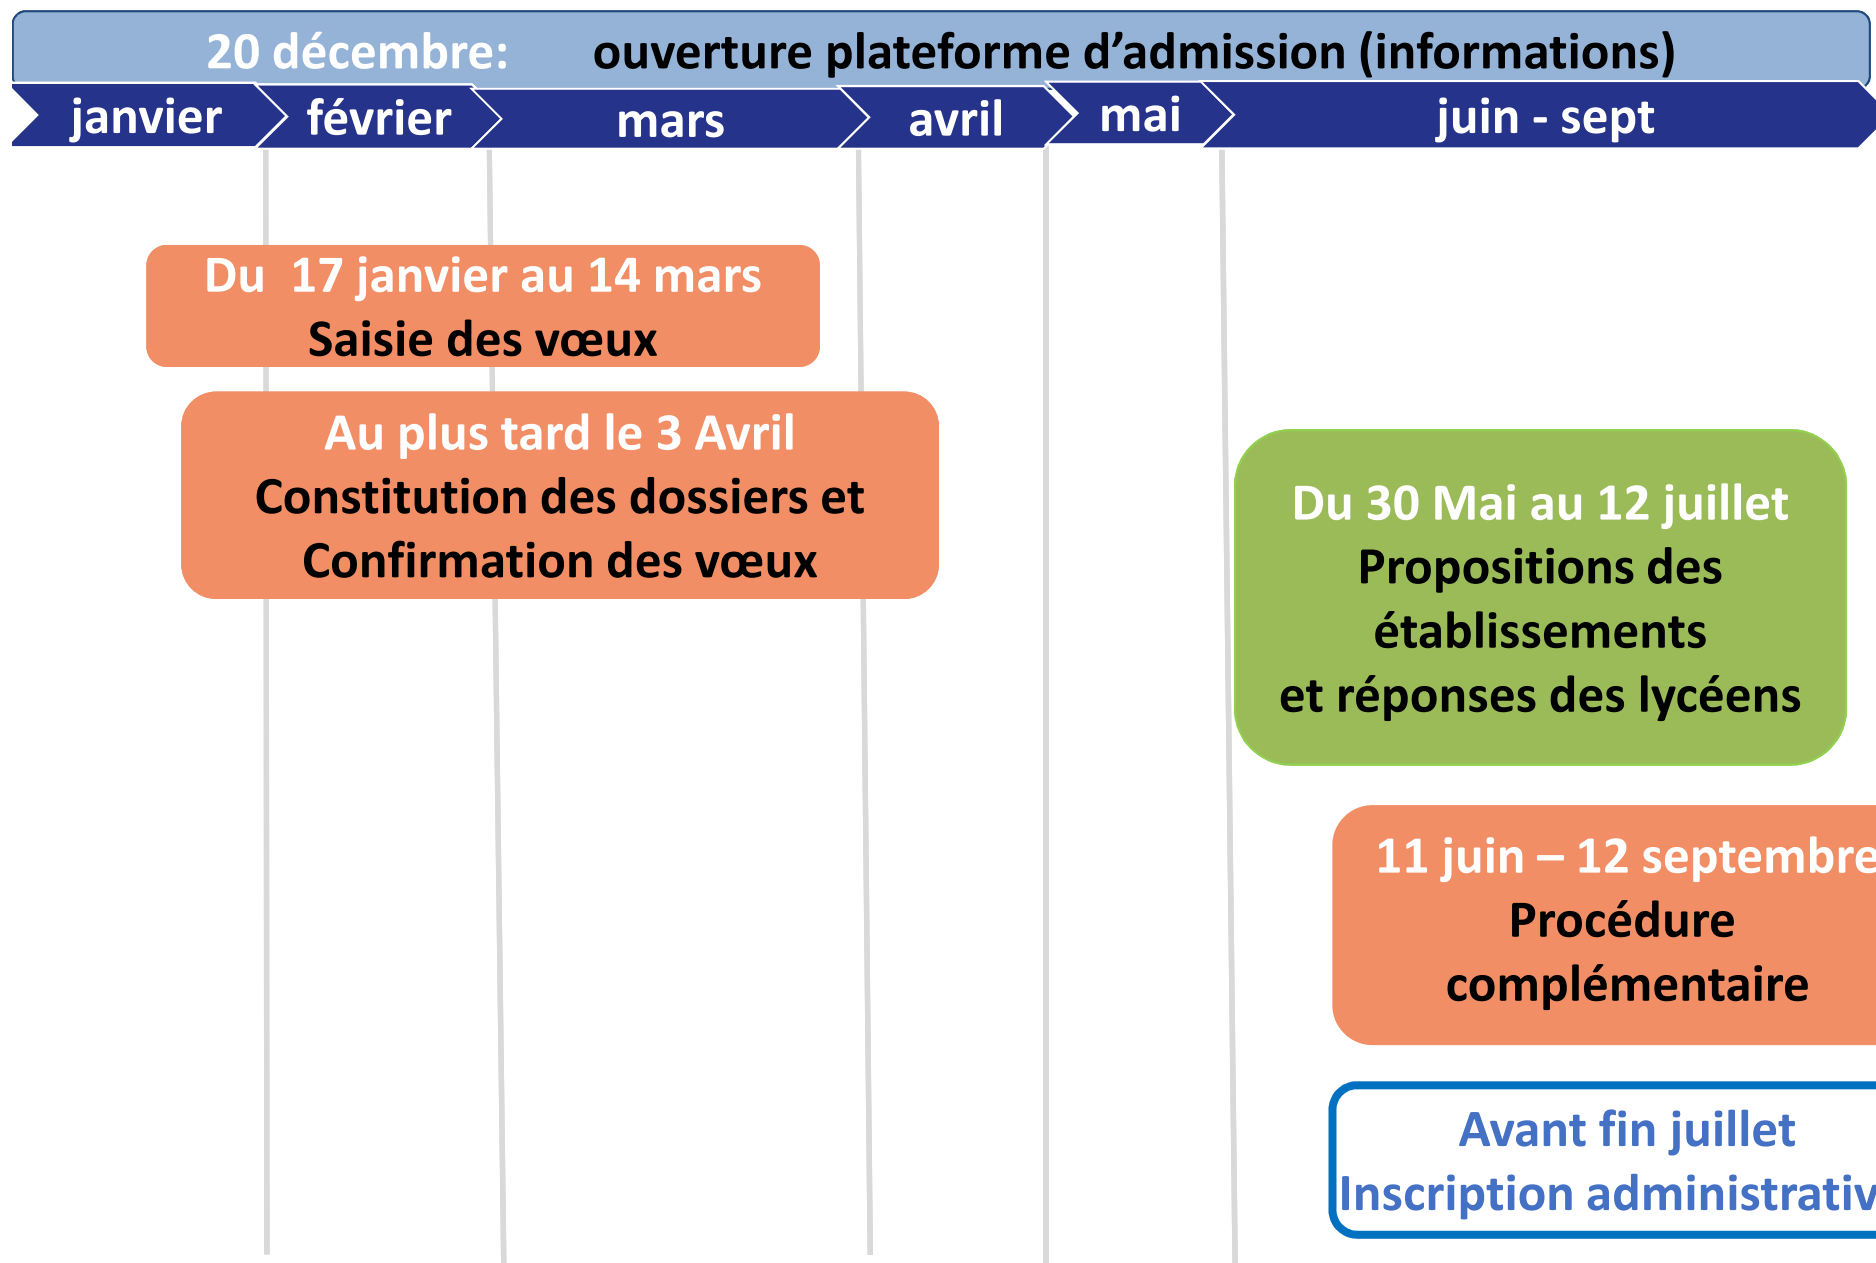 20 décembre: ouverture plateforme d’admission (informations)
janvier février mars avril mai juin - sept
Du 17 janvier au 14 mars
Saisie des vœux
Au plus tard le 3 Avril
Constitution des dossiers et
Confirmation des vœux
Du 30 Mai au 12 juillet
Propositions des
établissements
et réponses des lycéens
11 juin – 12 septembre
Procédure
complémentaire
Avant fin juillet
Inscription administrativ